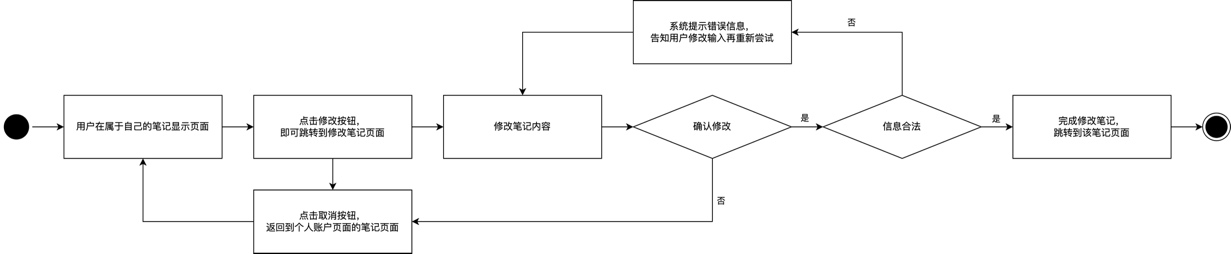 系统提示错误信息，
告知用户修改输入再重新尝试
否
用户在属于自己的笔记显示页面
点击修改按钮，
即可跳转到修改笔记页面
修改笔记内容
确认修改
是
信息合法
是
完成修改笔记，
跳转到该笔记页面
点击取消按钮，
返回到个人账户页面的笔记页面
否